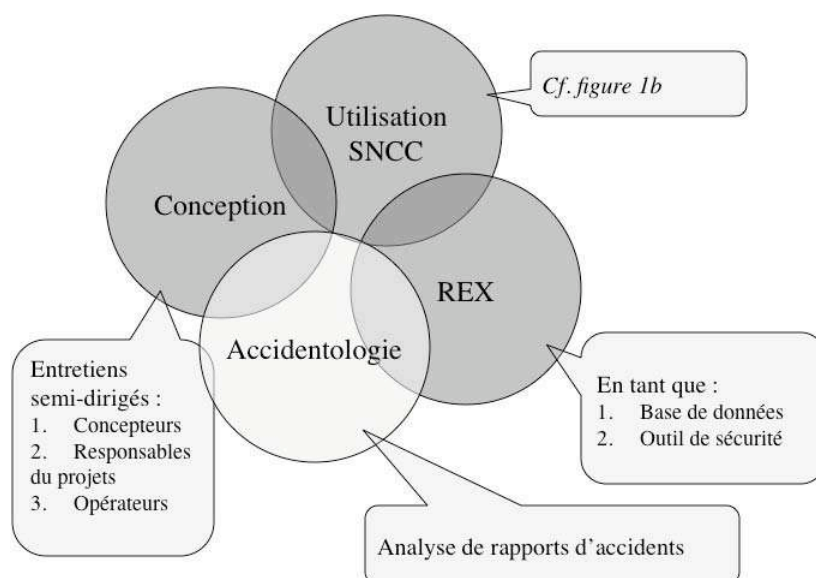 Utilisation
SNCC
Cf. figure 1b
Conception
REX
Accidentologie
Entretiens
semi-dirigés :
1. Concepteurs
2. Responsables
du projets
3. Opérateurs
En tant que :
1. Base de données
2. Outil de sécurité
Analyse de rapports d’accidents